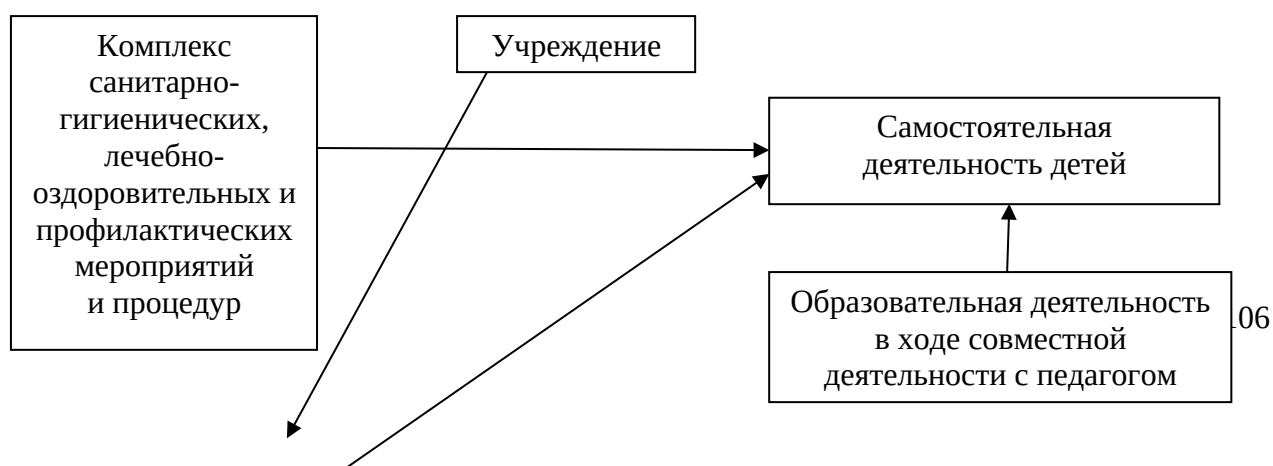 Комплекс
санитарно-
гигиенических,
лечебно-
оздоровительных и
профилактических
мероприятий
и процедур
Учреждение
Самостоятельная
деятельность детей
Образовательная деятельность
в ходе совместной
деятельности с педагогом
06